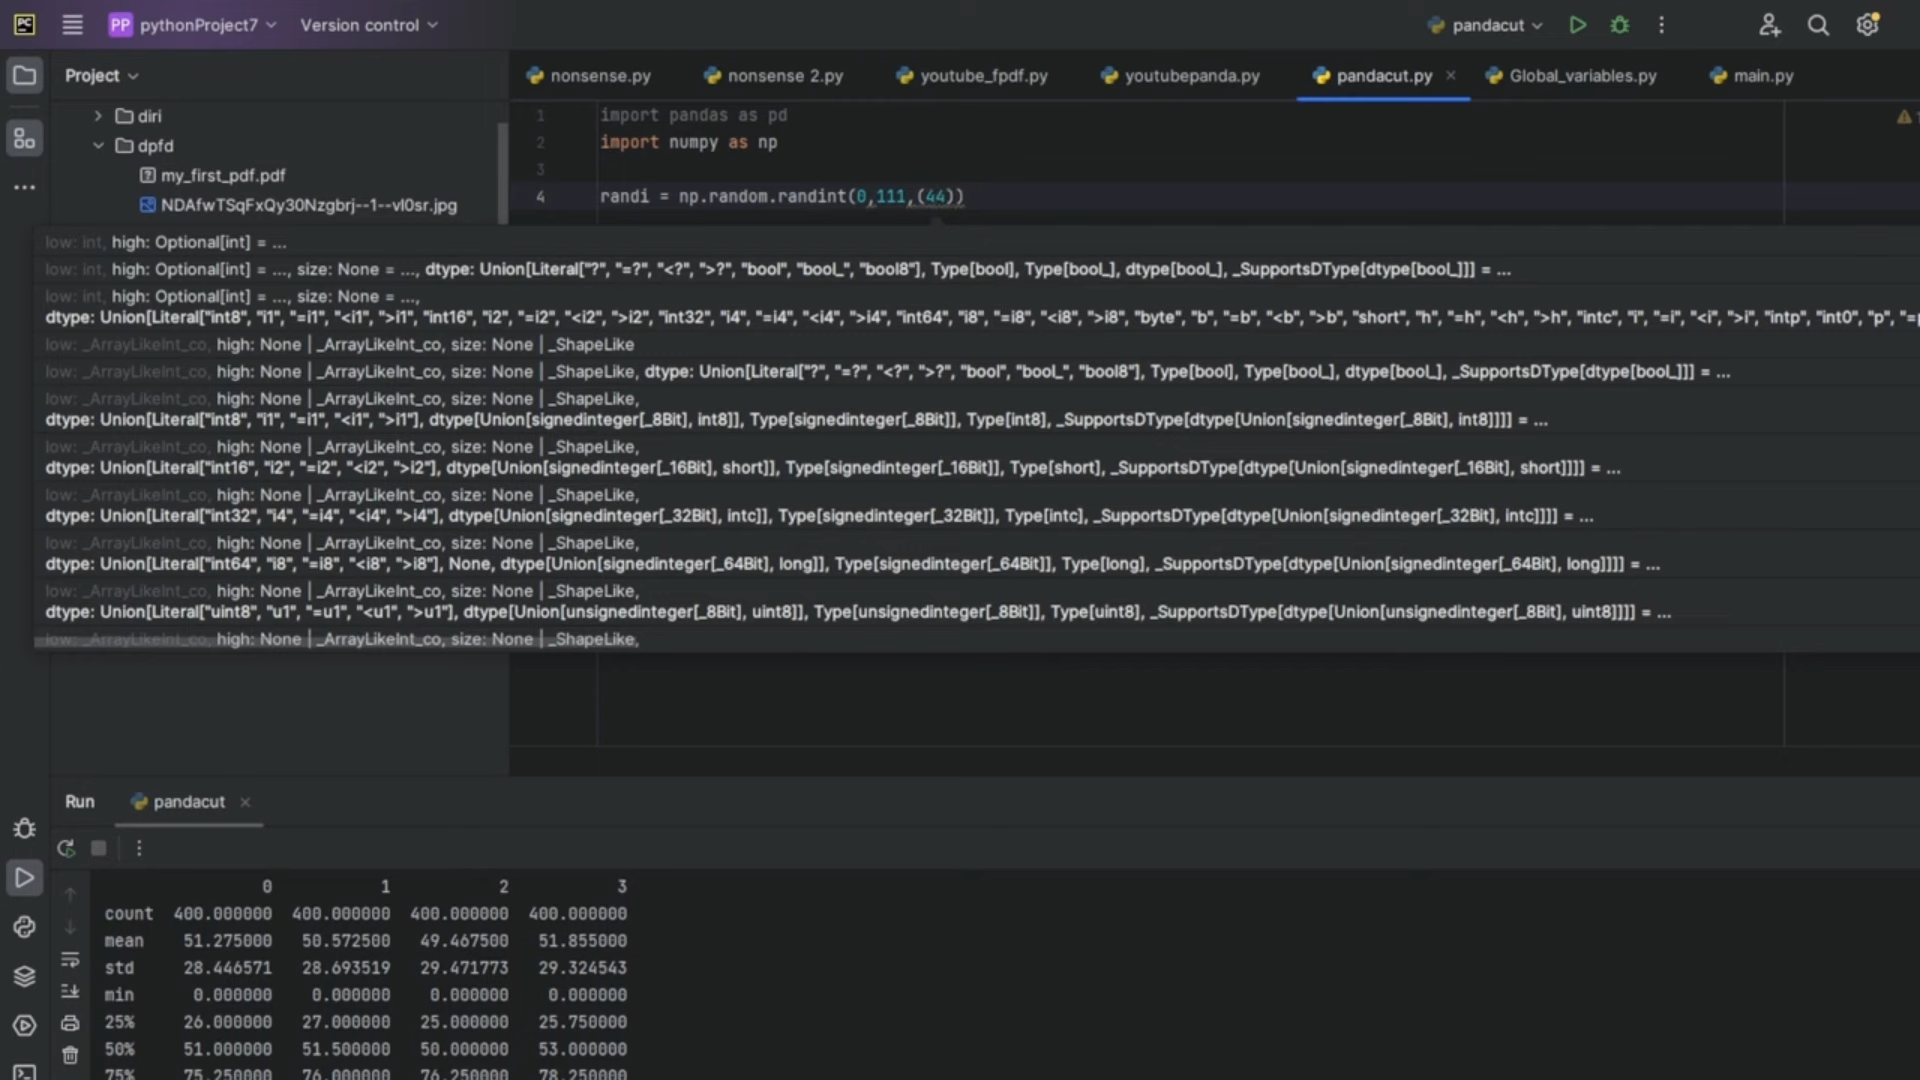 PC PP pythonProject7 Version control pandacut
Project
nonsense.py nonsense 2.py youtube_fpdf.py youtubepanda.py pandacut.py Global_variables.py main.py
diri
dpfd
my_first_pdf.pdf
NDAfwTSqFxQy30Nzgbrj--1--vl0sr.jpg
1 import pandas as pd
2 import numpy as np
3
4 randi = np.random.randint(0,111,(44))
low: int, high: Optional[int] = ...
low: int, high: Optional[int] = ..., size: None = ..., dtype: Union[Literal["?", "=?", "<?", ">?", "bool", "bool_", "bool8"], Type[bool], Type[bool_], dtype[bool_], _SupportsDType[dtype[bool_]]] = ...
low: int, high: Optional[int] = ..., size: None = ...,
dtype: Union[Literal["int8", "i1", "=i1", "<i1", ">i1", "int16", "i2", "=i2", "<i2", ">i2", "int32", "i4", "=i4", "<i4", ">i4", "int64", "i8", "=i8", "<i8", ">i8", "byte", "b", "=b", "<b", ">b", "short", "h", "=h", "<h", ">h", "intc", "i", "=i", "<i", ">i", "intp", "int0", "p",
low: _ArrayLikeInt_co, high: None | _ArrayLikeInt_co, size: None | _ShapeLike
low: _ArrayLikeInt_co, high: None | _ArrayLikeInt_co, size: None | _ShapeLike, dtype: Union[Literal["?", "=?", "<?", ">?", "bool", "bool_", "bool8"], Type[bool], Type[bool_], dtype[bool_], _SupportsDType[dtype[bool_]]] = ...
low: _ArrayLikeInt_co, high: None | _ArrayLikeInt_co, size: None | _ShapeLike,
dtype: Union[Literal["int8", "i1", "=i1", "<i1", ">i1"], dtype[Union[signedinteger[_8Bit], int8]], Type[signedinteger[_8Bit]], Type[int8], _SupportsDType[dtype[Union[signedinteger[_8Bit], int8]]]] = ...
low: _ArrayLikeInt_co, high: None | _ArrayLikeInt_co, size: None | _ShapeLike,
dtype: Union[Literal["int16", "i2", "=i2", "<i2", ">i2"], dtype[Union[signedinteger[_16Bit], short]], Type[signedinteger[_16Bit]], Type[short], _SupportsDType[dtype[Union[signedinteger[_16Bit], short]]]] = ...
low: _ArrayLikeInt_co, high: None | _ArrayLikeInt_co, size: None | _ShapeLike,
dtype: Union[Literal["int32", "i4", "=i4", "<i4", ">i4"], dtype[Union[signedinteger[_32Bit], intc]], Type[signedinteger[_32Bit]], Type[intc], _SupportsDType[dtype[Union[signedinteger[_32Bit], intc]]]] = ...
low: _ArrayLikeInt_co, high: None | _ArrayLikeInt_co, size: None | _ShapeLike,
dtype: Union[Literal["int64", "i8", "=i8", "<i8", ">i8"], None, dtype[Union[signedinteger[_64Bit], long]], Type[signedinteger[_64Bit]], Type[long], _SupportsDType[dtype[Union[signedinteger[_64Bit], long]]]] = ...
low: _ArrayLikeInt_co, high: None | _ArrayLikeInt_co, size: None | _ShapeLike,
dtype: Union[Literal["uint8", "u1", "=u1", "<u1", ">u1"], dtype[Union[unsignedinteger[_8Bit], uint8]], Type[unsignedinteger[_8Bit]], Type[uint8], _SupportsDType[dtype[Union[unsignedinteger[_8Bit], uint8]]]] = ...
low: _ArrayLikeInt_co, high: None | _ArrayLikeInt_co, size: None | _ShapeLike,
Run pandacut
0 1 2 3
count 400.000000 400.000000 400.000000 400.000000
mean 51.275000 50.572500 49.467500 51.855000
std 28.446571 28.693519 29.471773 29.324543
min 0.000000 0.000000 0.000000 0.000000
25% 26.000000 27.000000 25.000000 25.750000
50% 51.000000 51.500000 50.000000 53.000000
75% 75.250000 76.000000 76.250000 78.250000